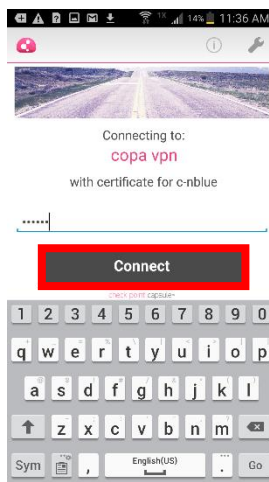 1X 14% 11:36 AM
Connecting to:
copa vpn
with certificate for c-nblue
••••••
Connect
check point capsule
1 2 3 4 5 6 7 8 9 0
q w e r t y u i o p
a s d f g h j k l
z x c v b n m
Sym , English(US) . Go